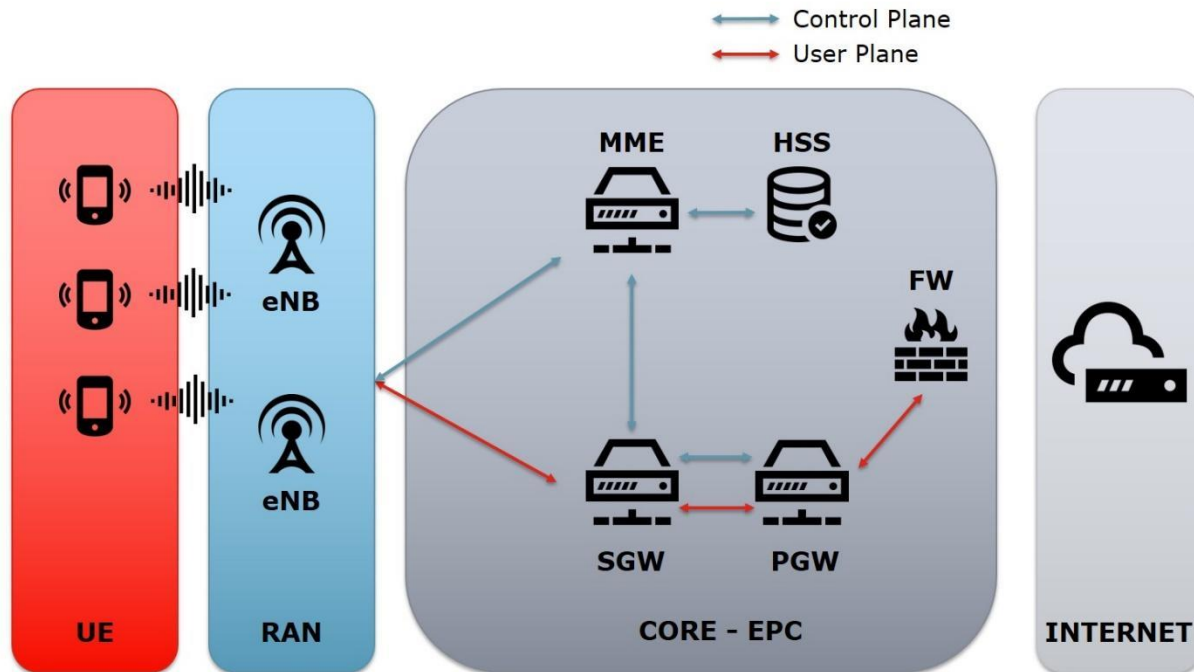 Control Plane
User Plane
MME
HSS
eNB
FW
eNB
SGW
PGW
UE
RAN
CORE - EPC
INTERNET